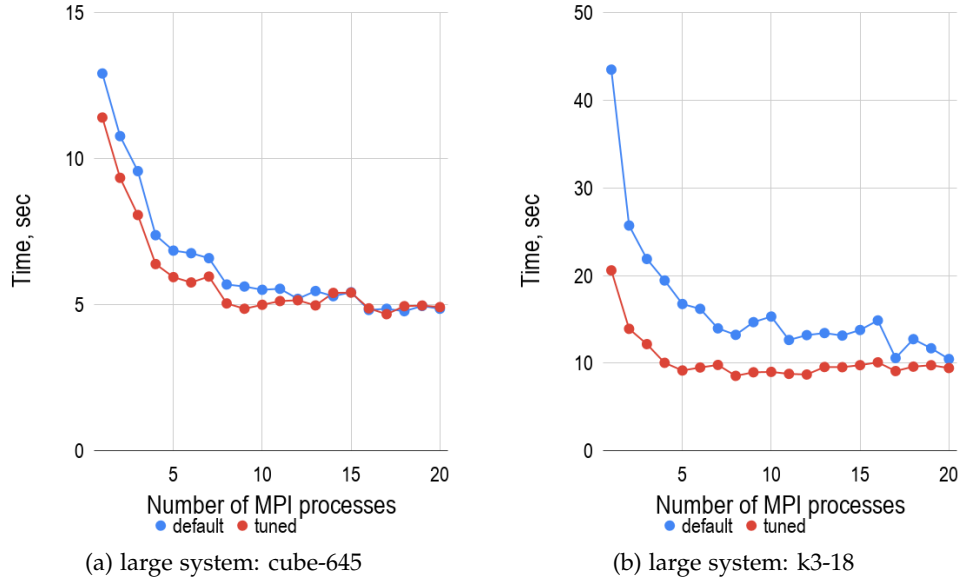 15
10
5
0
Time, sec
5
10
15
20
Number of MPI processes
default tuned
(a) large system: cube-645
50
40
30
20
10
0
Time, sec
5
10
15
20
Number of MPI processes
default tuned
(b) large system: k3-18